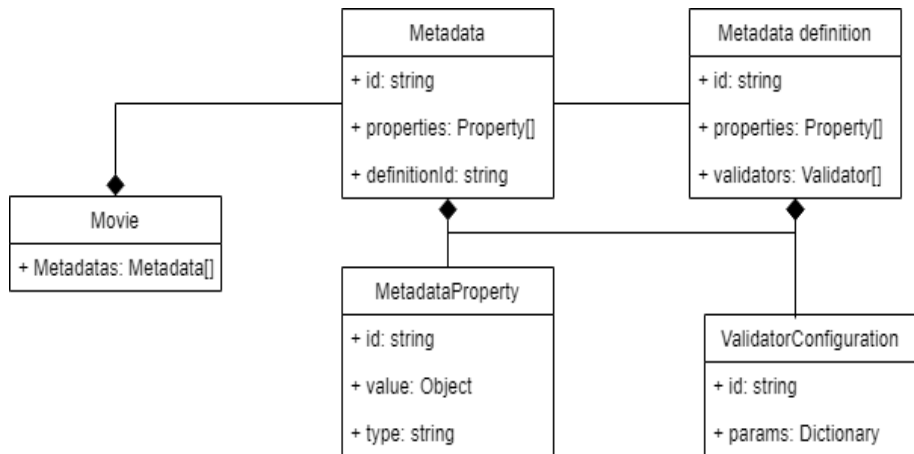 Metadata
+ id: string
+ properties: Property[]
+ definitionId: string
Metadata definition
+ id: string
+ properties: Property[]
+ validators: Validator[]
Movie
+ Metadatas: Metadata[]
MetadataProperty
+ id: string
+ value: Object
+ type: string
ValidatorConfiguration
+ id: string
+ params: Dictionary